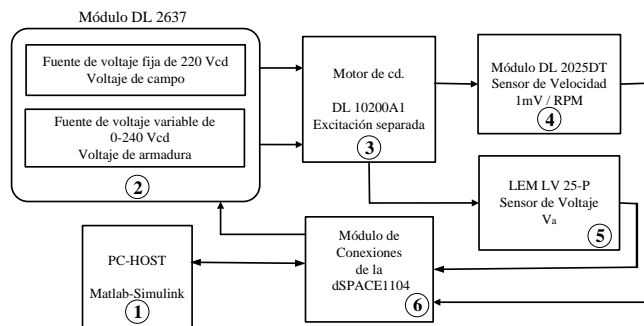 Módulo DL 2637
Fuente de voltaje fija de 220 Vcd
Voltaje de campo
Fuente de voltaje variable de
0-240 Vcd
Voltaje de armadura
2
Motor de cd.
DL 10200A1
Excitación separada
3
Módulo DL 2025DT
Sensor de Velocidad
1mV / RPM
4
LEM LV 25-P
Sensor de Voltaje
Va
5
PC-HOST
Matlab-Simulink
1
Módulo de
Conexiones
de la
dSPACE1104
6